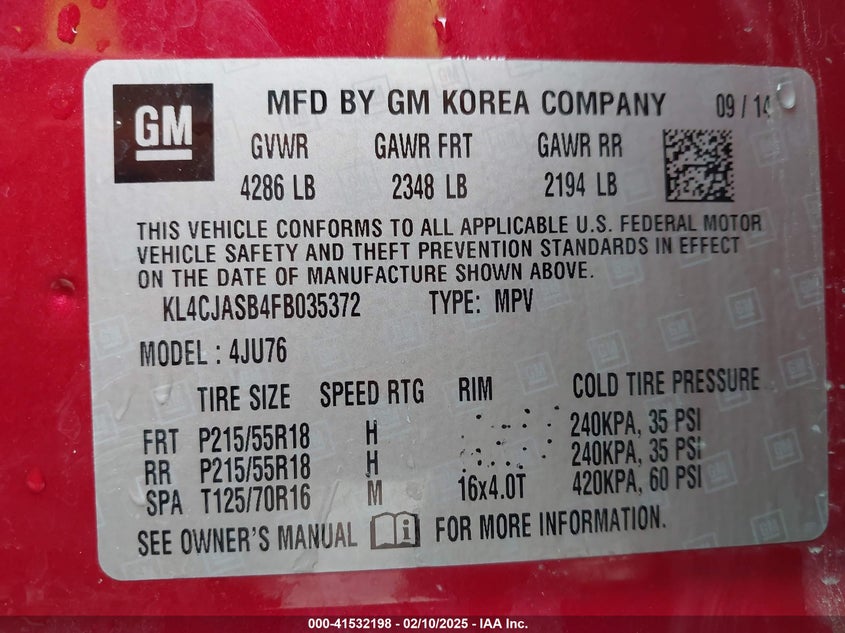 GM
MFD BY GM KOREA COMPANY 09 / 14
GVWR GAWR FRT GAWR RR
4286 LB 2348 LB 2194 LB
THIS VEHICLE CONFORMS TO ALL APPLICABLE U.S. FEDERAL MOTOR
VEHICLE SAFETY AND THEFT PREVENTION STANDARDS IN EFFECT
ON THE DATE OF MANUFACTURE SHOWN ABOVE.
KL4CJASB4FB035372 TYPE: MPV
MODEL : 4JU76
TIRE SIZE SPEED RTG RIM COLD TIRE PRESSURE
FRT P215/55R18 H 240KPA, 35 PSI
RR P215/55R18 H 240KPA, 35 PSI
SPA T125/70R16 M 16x4.0T 420KPA, 60 PSI
SEE OWNER'S MANUAL FOR MORE INFORMATION.
000-41532198 - 02/10/2025 - IAA Inc.